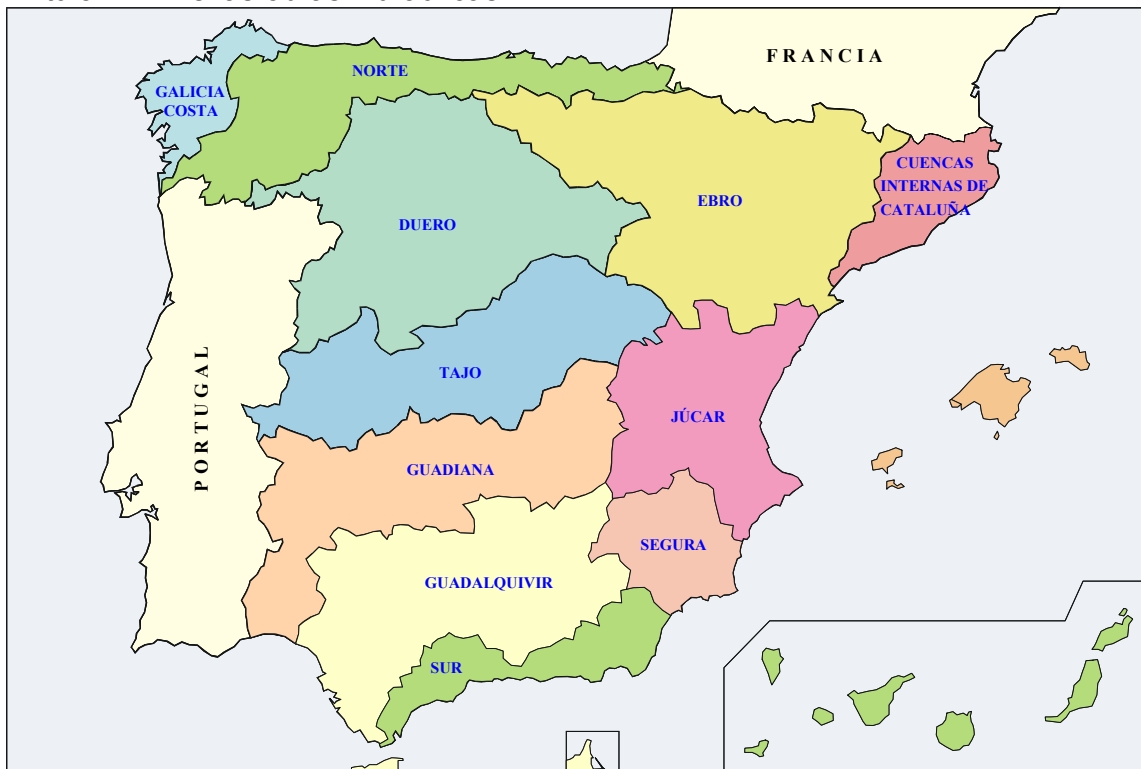 FRANCIA
NORTE
GALICIA
COSTA
CUENCAS
INTERNAS DE
CATALUÑA
EBRO
DUERO
TAJO
PORTUGAL
JÚCAR
GUADIANA
SEGURA
GUADALQUIVIR
SUR